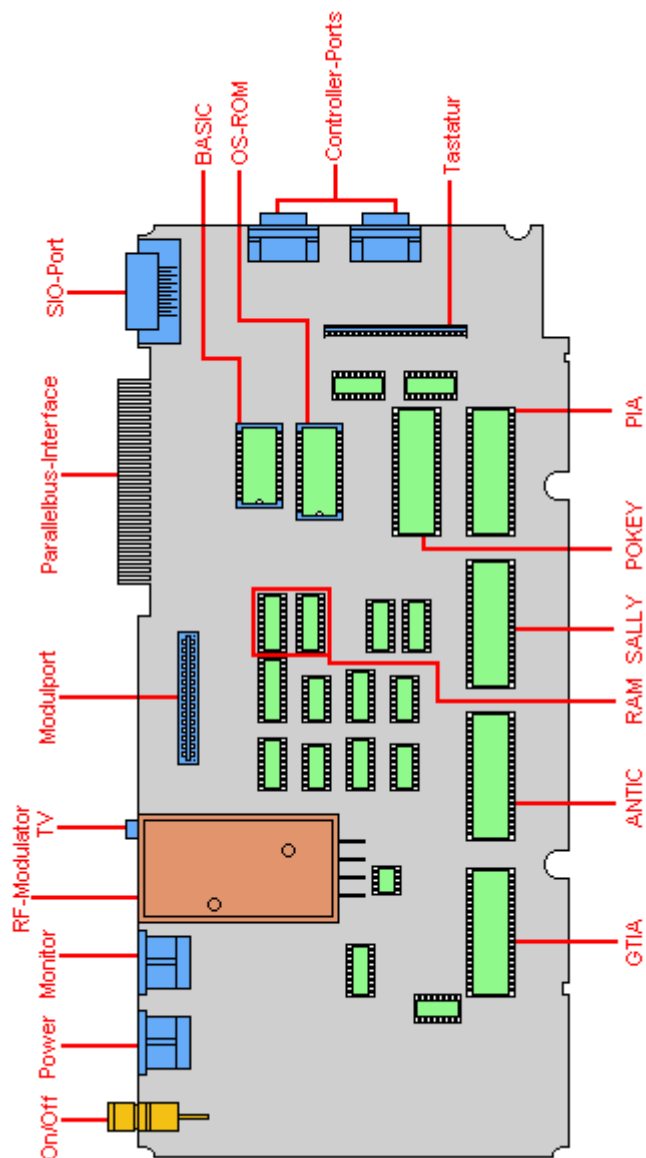 On/Off
Power
Monitor
RF-Modulator
TV
Modulport
Parallelbus-Interface
SIO-Port
BASIC
OS-ROM
Controller-Ports
Tastatur
GTIA
ANTIC
RAM
SALLY
POKEY
PIA